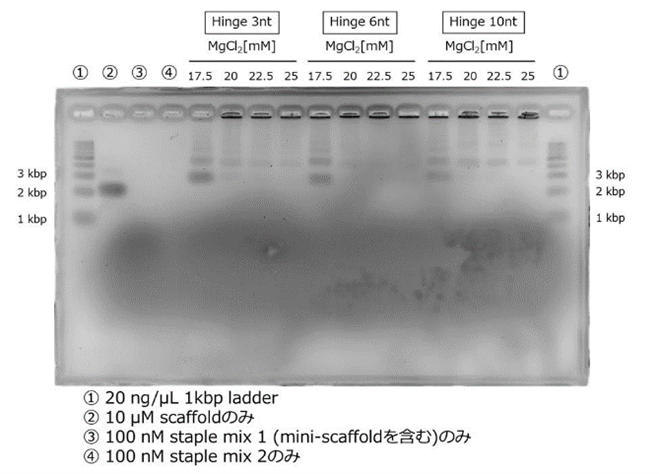 Hinge 3nt Hinge 6nt Hinge 10nt
MgCl₂[mM] MgCl₂[mM] MgCl₂[mM]
① ② ③ ④ 17.5 20 22.5 25 17.5 20 22.5 25 17.5 20 22.5 25 ①
3 kbp 3 kbp
2 kbp 2 kbp
1 kbp 1 kbp
① 20 ng/µL 1kbp ladder
② 10 µM scaffoldのみ
③ 100 nM staple mix 1 (mini-scaffoldを含む)のみ
④ 100 nM staple mix 2のみ